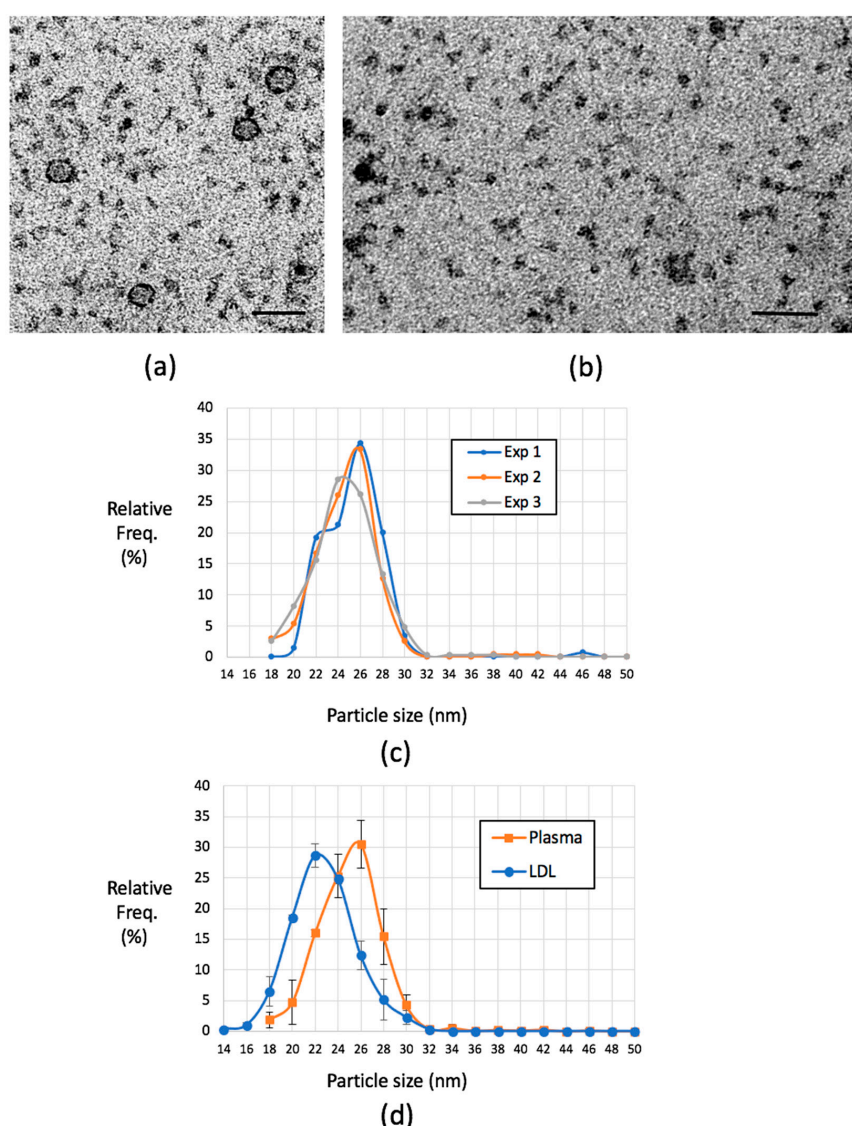 (a)
(b)
40
35
30
25
20
15
10
5
0
Relative
Freq.
(%)
Exp 1
Exp 2
Exp 3
14 16 18 20 22 24 26 28 30 32 34 36 38 40 42 44 46 48 50
Particle size (nm)
(c)
40
35
30
25
20
15
10
5
0
Relative
Freq.
(%)
Plasma
LDL
14 16 18 20 22 24 26 28 30 32 34 36 38 40 42 44 46 48 50
Particle size (nm)
(d)